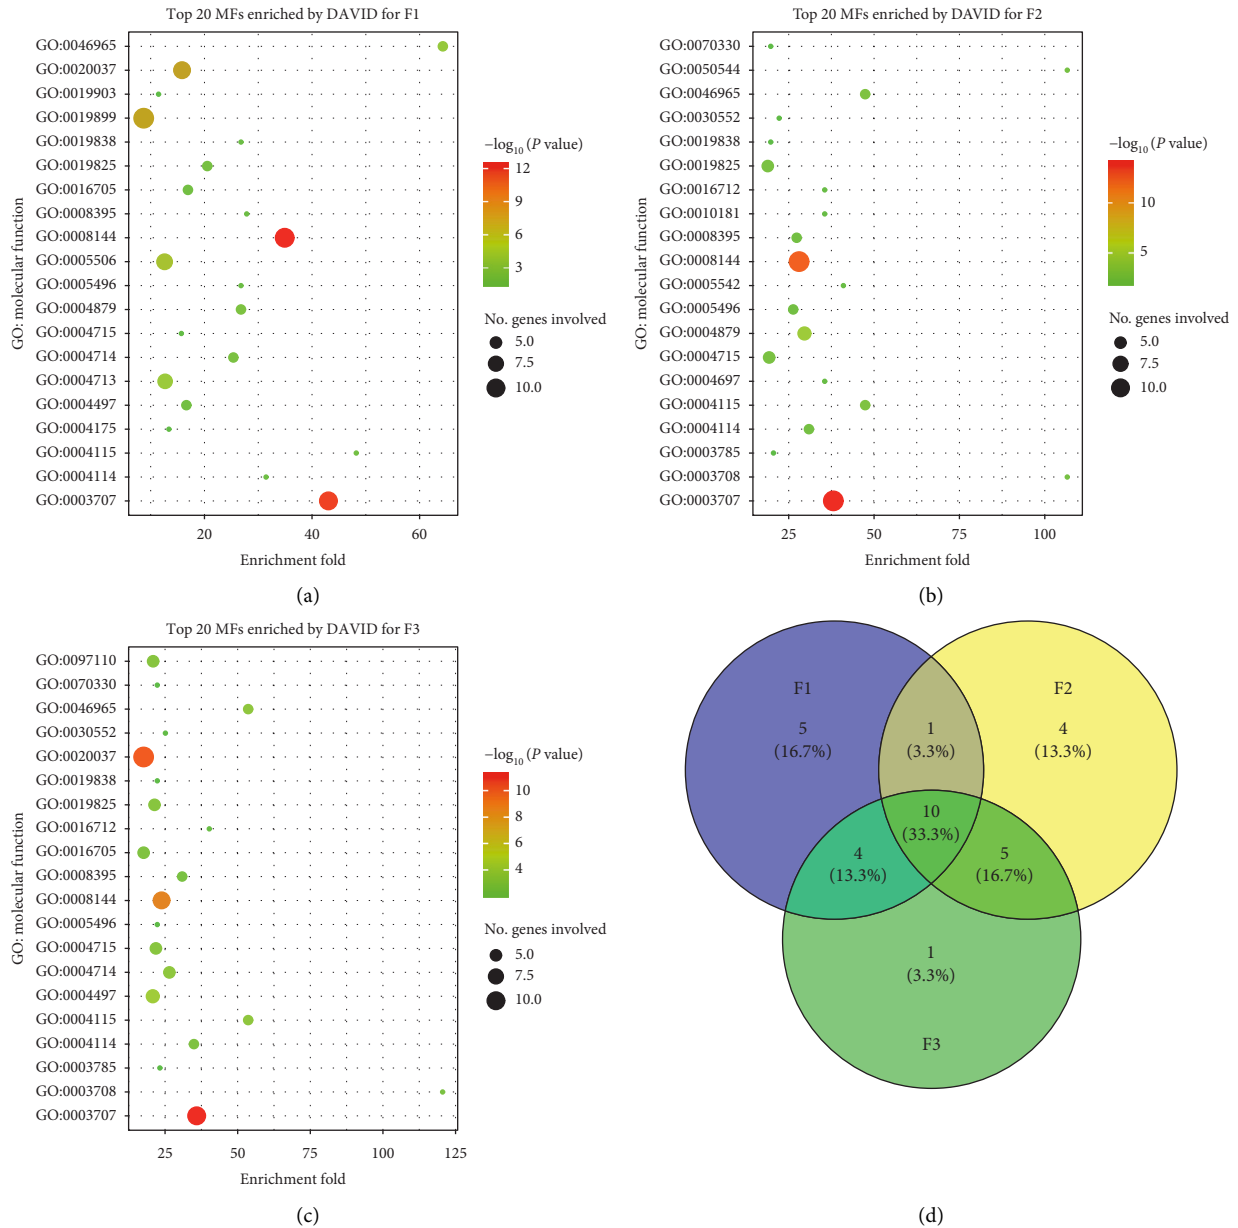 Top 20 MFs enriched by DAVID for F1
GO: molecular function
GO:0046965
GO:0020037
GO:0019903
GO:0019899
GO:0019838
GO:0019825
GO:0016705
GO:0008395
GO:0008144
GO:0005506
GO:0005496
GO:0004879
GO:0004715
GO:0004714
GO:0004713
GO:0004497
GO:0004175
GO:0004115
GO:0004114
GO:0003707
20 40 60
Enrichment fold
−log10 (P value)
12
9
6
3
No. genes involved
5.0
7.5
10.0
(a)
Top 20 MFs enriched by DAVID for F2
GO: molecular function
GO:0070330
GO:0050544
GO:0046965
GO:0030552
GO:0019838
GO:0019825
GO:0016712
GO:0010181
GO:0008395
GO:0008144
GO:0005542
GO:0005496
GO:0004879
GO:0004715
GO:0004697
GO:0004115
GO:0004114
GO:0003785
GO:0003708
GO:0003707
25 50 75 100
Enrichment fold
−log10 (P value)
10
5
No. genes involved
5.0
7.5
10.0
(b)
Top 20 MFs enriched by DAVID for F3
GO: molecular function
GO:0097110
GO:0070330
GO:0046965
GO:0030552
GO:0020037
GO:0019838
GO:0019825
GO:0016712
GO:0016705
GO:0008395
GO:0008144
GO:0005496
GO:0004715
GO:0004714
GO:0004497
GO:0004115
GO:0004114
GO:0003785
GO:0003708
GO:0003707
25 50 75 100 125
Enrichment fold
−log10 (P value)
10
8
6
4
No. genes involved
5.0
7.5
10.0
(c)
F1
5
(16.7%)
1
(3.3%)
F2
4
(13.3%)
10
(33.3%)
4
(13.3%)
5
(16.7%)
1
(3.3%)
F3
(d)